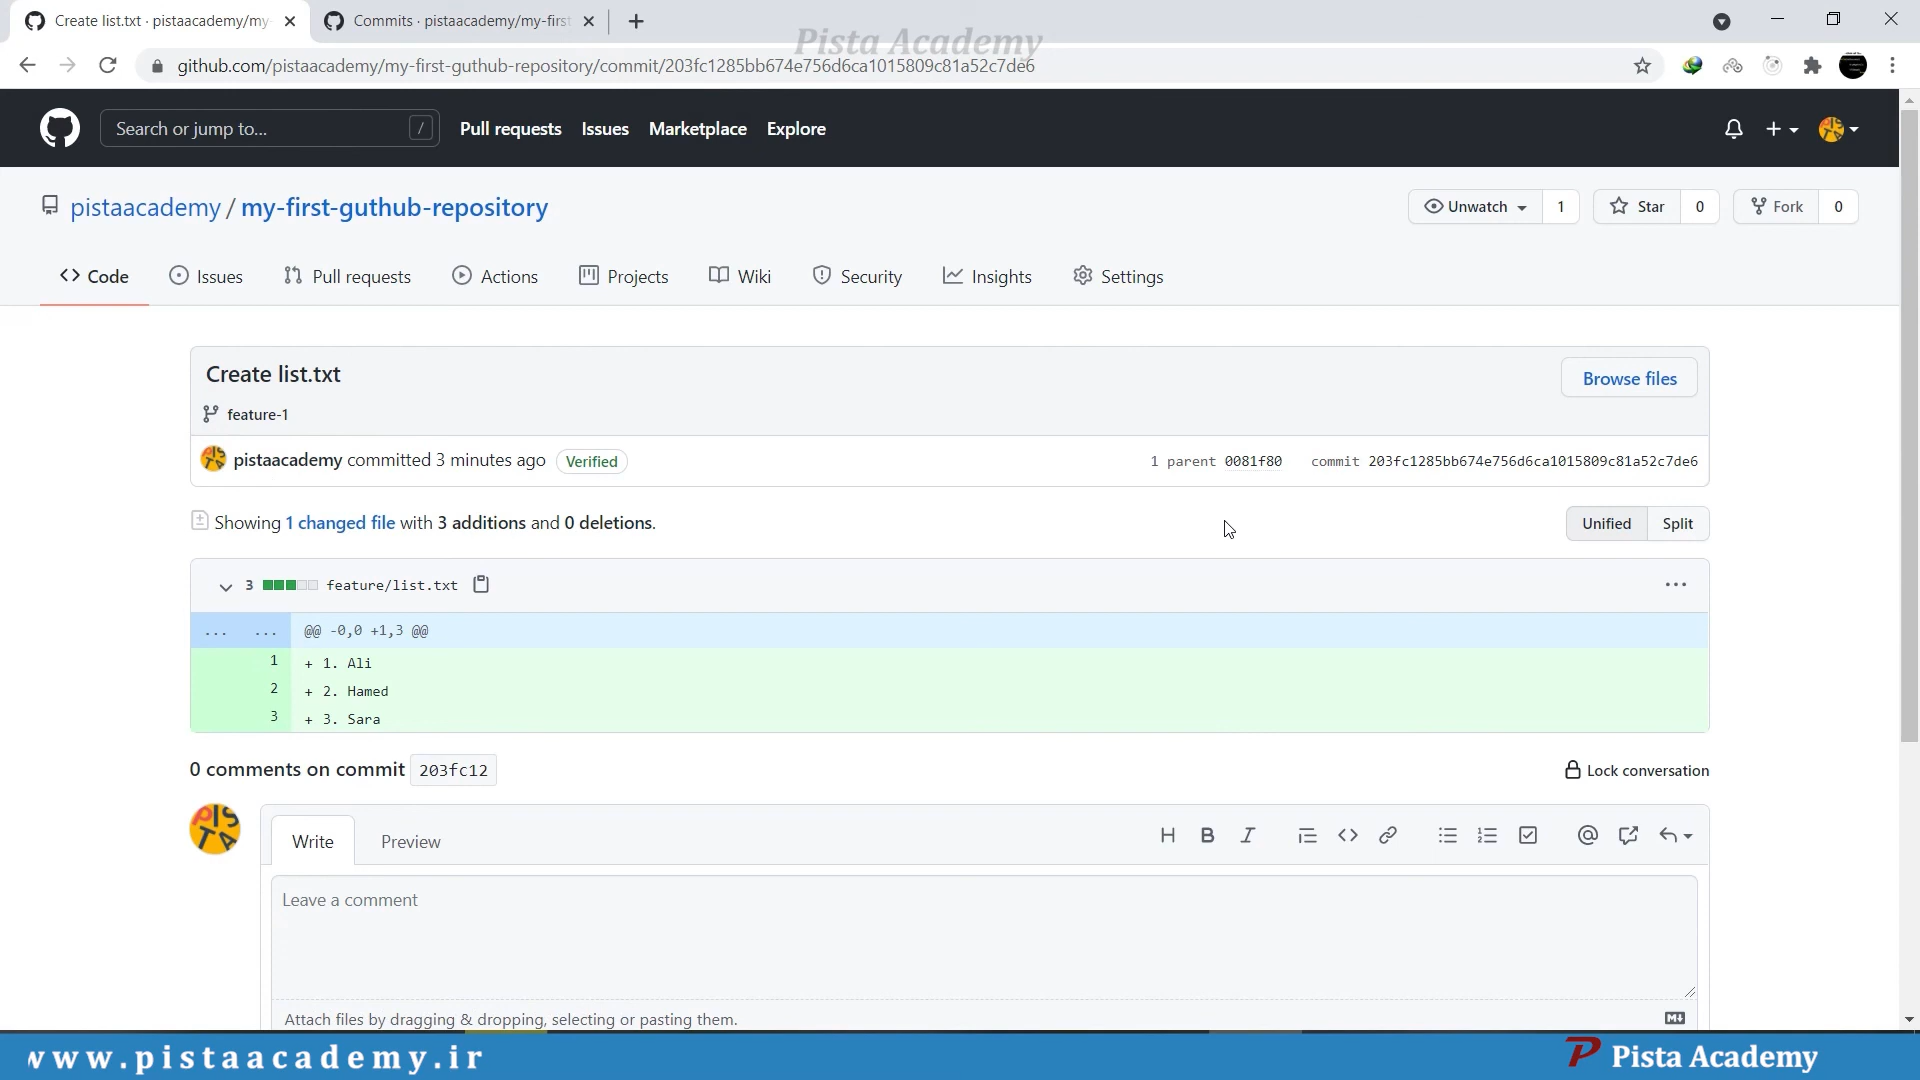 Create list.txt · pistaacademy/my-
Commits · pistaacademy/my-first
Pista Academy
github.com/pistaacademy/my-first-guthub-repository/commit/203fc1285bb674e756d6ca1015809c81a52c7de6
Search or jump to...
/
Pull requests
Issues
Marketplace
Explore
pistaacademy / my-first-guthub-repository
Unwatch
1
Star
0
Fork
0
Code
Issues
Pull requests
Actions
Projects
Wiki
Security
Insights
Settings
Create list.txt
Browse files
feature-1
pistaacademy committed 3 minutes ago
Verified
1 parent 0081f80
commit 203fc1285bb674e756d6ca1015809c81a52c7de6
Showing 1 changed file with 3 additions and 0 deletions.
Unified
Split
3
feature/list.txt
...
... ... @@ -0,0 +1,3 @@
1 + 1. Ali
2 + 2. Hamed
3 + 3. Sara
0 comments on commit 203fc12
Lock conversation
PISTA
Write
Preview
Leave a comment
Attach files by dragging & dropping, selecting or pasting them.
www.pistaacademy.ir
P Pista Academy